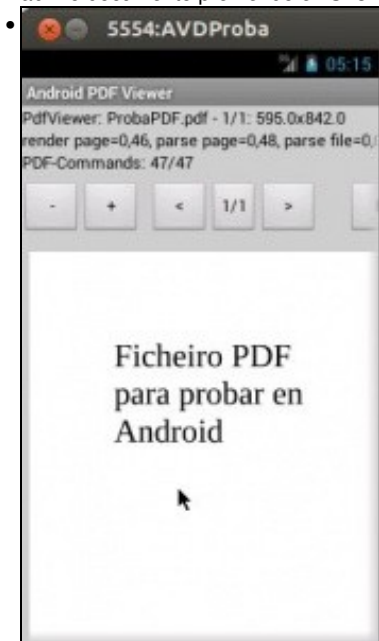 5554:AVDProba
05:15
Android PDF Viewer
PdfViewer: ProbaPDF.pdf - 1/1: 595.0x842.0
render page=0,46, parse page=0,48, parse file=0,
PDF-Commands: 47/47
- + < 1/1 >
Ficheiro PDF
para probar en
Android